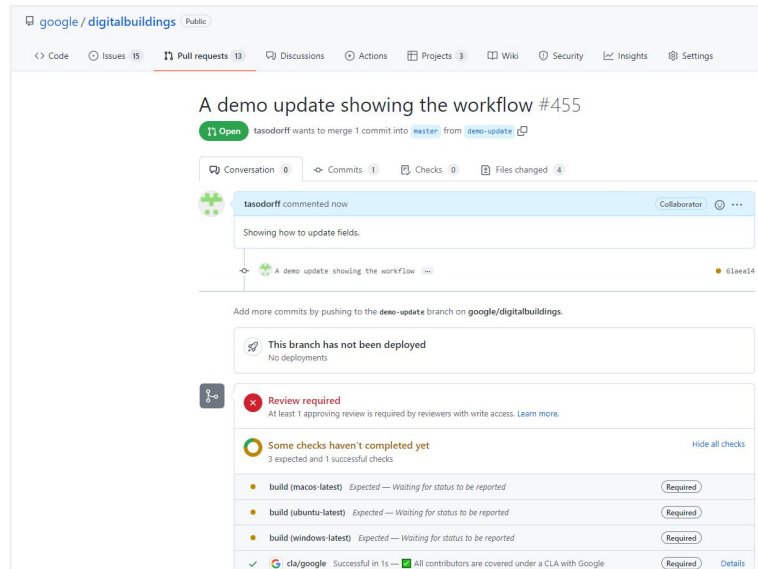 google / digitalbuildings Public
Code Issues 15 Pull requests 13 Discussions Actions Projects 3 Wiki Security Insights Settings
A demo update showing the workflow #455
Open tasodorff wants to merge 1 commit into master from demo-update
Conversation 0 Commits 1 Checks 0 Files changed 4
tasodorff commented now Collaborator ...
Showing how to update fields.
A demo update showing the workflow ... 61aea14
Add more commits by pushing to the demo-update branch on google/digitalbuildings.
This branch has not been deployed
No deployments
Review required
At least 1 approving review is required by reviewers with write access. Learn more.
Some checks haven't completed yet Hide all checks
3 expected and 1 successful checks
build (macos-latest) Expected — Waiting for status to be reported Required
build (ubuntu-latest) Expected — Waiting for status to be reported Required
build (windows-latest) Expected — Waiting for status to be reported Required
cla/google Successful in 1s — ✅ All contributors are covered under a CLA with Google Required Details